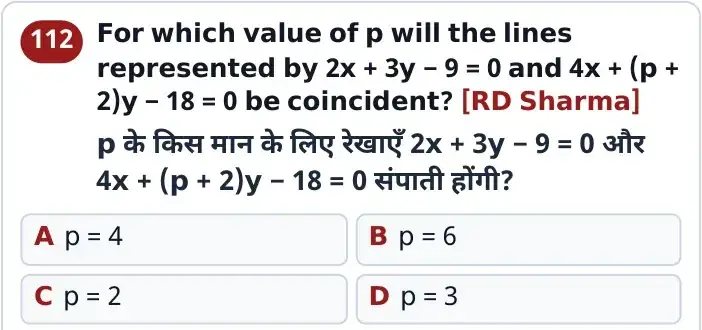 112 For which value of p will the lines
represented by 2x + 3y − 9 = 0 and 4x + (p +
2)y − 18 = 0 be coincident? [RD Sharma]
p के किस मान के लिए रेखाएँ 2x + 3y − 9 = 0 और
4x + (p + 2)y − 18 = 0 संपाती होंगी?
A p = 4
B p = 6
C p = 2
D p = 3